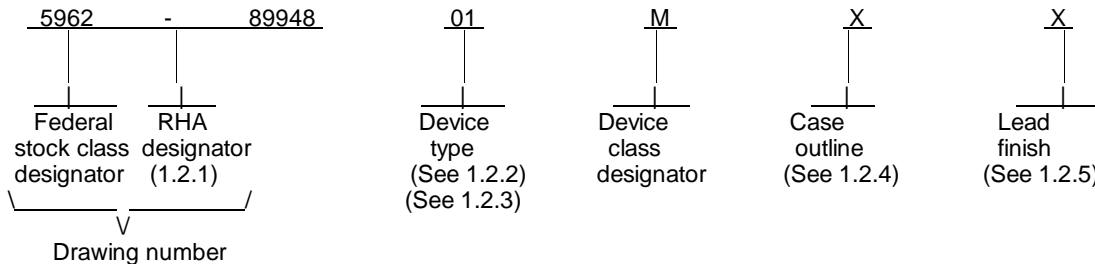 5962 - 89948 01 M X X
Federal RHA Device Device Case Lead
stock class designator type class outline finish
designator (1.2.1) (See 1.2.2) designator (See 1.2.4) (See 1.2.5)
(See 1.2.3)
Drawing number